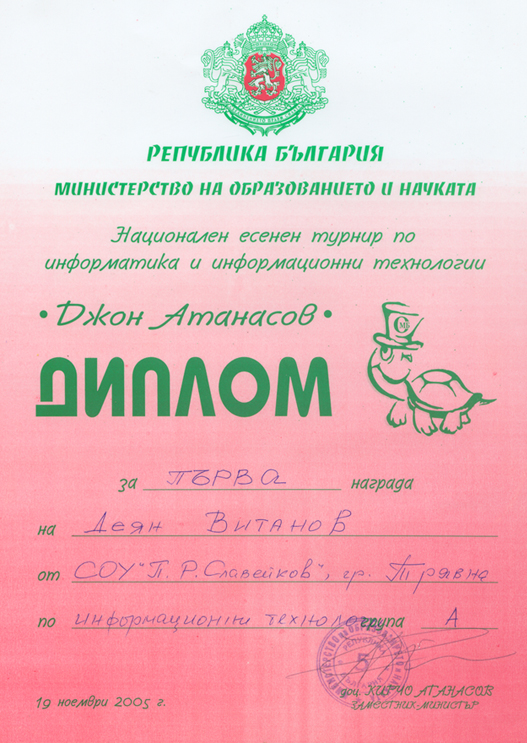 РЕПУБЛИКА БЪЛГАРИЯ
МИНИСТЕРСТВО НА ОБРАЗОВАНИЕТО И НАУКАТА
Национален есенен турнир по
информатика и информационни технологии
• Джон Атанасов •
ДИПЛОМ
за ПЪРВА награда
на Деян Витанов
от СОУ "П. Р. Славейков", гр. Трявна
по информационни технологии група А
19 ноември 2005 г.
доц. КИРЧО АТАНАСОВ
ЗАМЕСТНИК-МИНИСТЪР